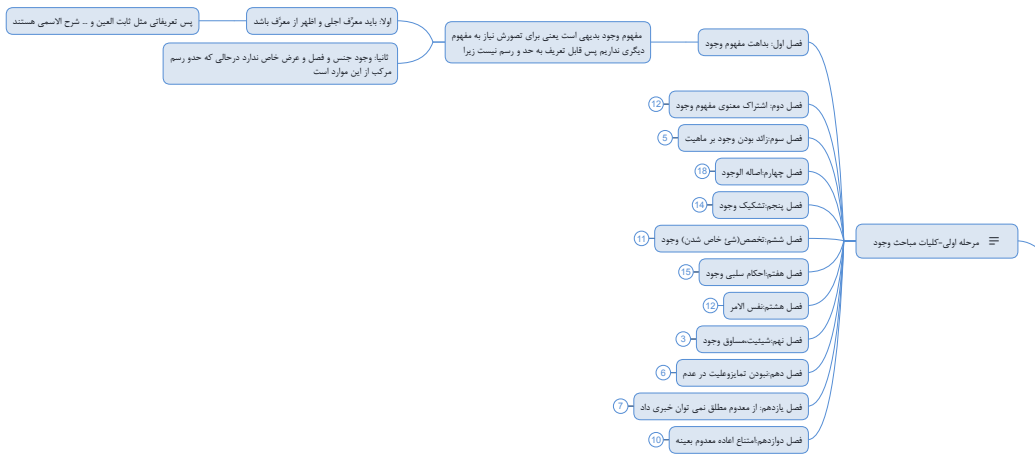 مرحله اولی-کلیات مباحث وجود
فصل اول: بداهت مفهوم وجود
مفهوم وجود بدیهی است یعنی برای تصورش نیاز به مفهوم
دیگری نداریم پس قابل تعریف به حد و رسم نیست زیرا
اولا: باید معرِّف اجلی و اظهر از معرَّف باشد
پس تعریفاتی مثل ثابت العین و ... شرح الاسمی هستند
ثانیا: وجود جنس و فصل و عرض خاص ندارد درحالی که حدو رسم
مرکب از این موارد است
فصل دوم: اشتراک معنوی مفهوم وجود 12
فصل سوم:زائد بودن وجود بر ماهیت 5
فصل چهارم:اصاله الوجود 18
فصل پنجم:تشکیک وجود 14
فصل ششم:تخصص(شئ خاص شدن) وجود 11
فصل هفتم:احکام سلبی وجود 15
فصل هشتم:نفس الامر 12
فصل نهم:شیئیت،مساوق وجود 3
فصل دهم:نبودن تمایزوعلیت در عدم 6
فصل یازدهم: از معدوم مطلق نمی توان خبری داد 7
فصل دوازدهم:امتناع اعاده معدوم بعینه 10